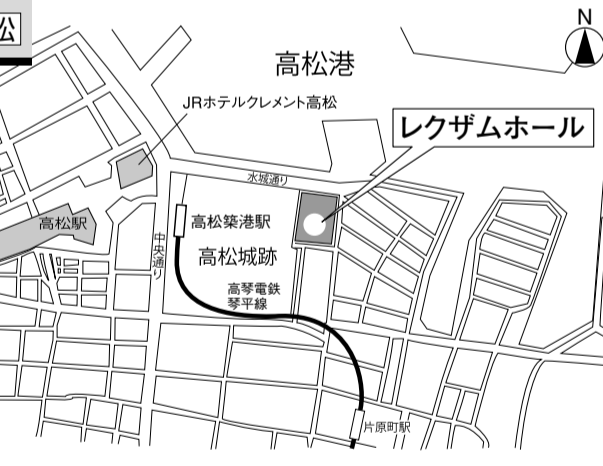 松
N
高松港
JRホテルクレメント高松
レクザムホール
水城通り
高松駅
高松築港駅
中央通り
高松城跡
高琴電鉄
琴平線
片原町駅